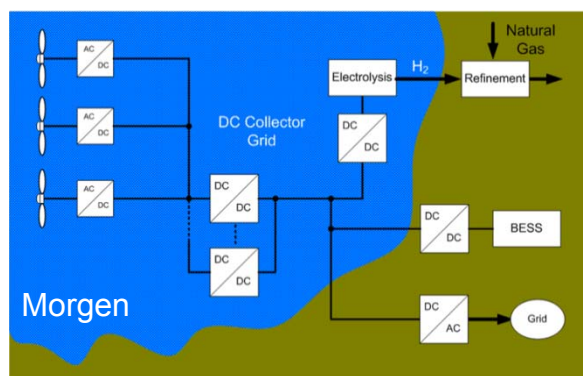 Natural
Gas
AC
DC
Electrolysis
H2
Refinement
AC
DC
DC Collector
Grid
DC
DC
AC
DC
DC
DC
DC
DC
BESS
DC
DC
Morgen
DC
AC
Grid